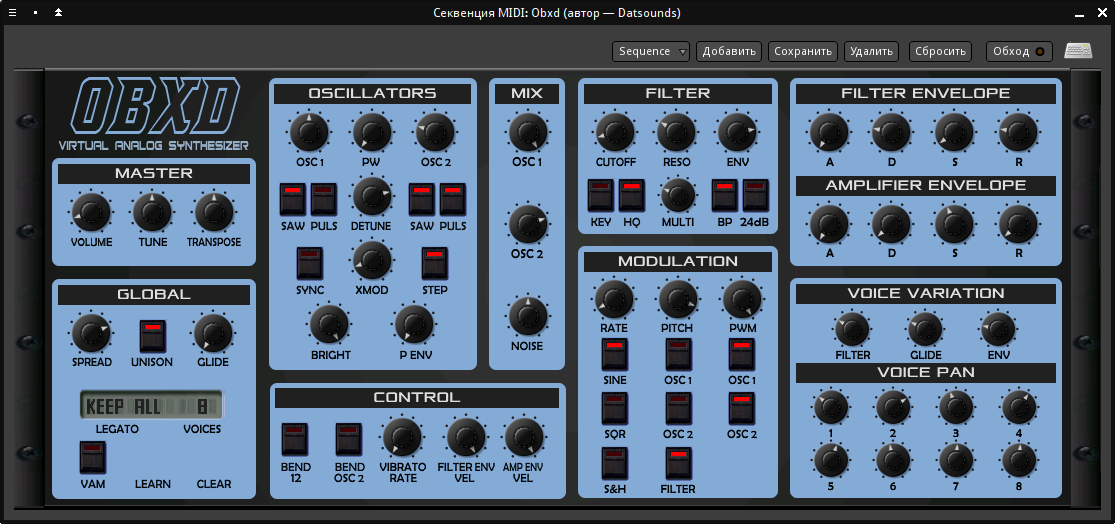 Секвенция MIDI: Obxd (автор — Datsounds)
Sequence Добавить Сохранить Удалить Сбросить Обход
OBXD
VIRTUAL ANALOG SYNTHESIZER
MASTER
VOLUME TUNE TRANSPOSE
GLOBAL
SPREAD UNISON GLIDE
KEEP ALL 8
LEGATO VOICES
VAM LEARN CLEAR
OSCILLATORS
OSC 1 PW OSC 2
SAW PULS DETUNE SAW PULS
SYNC XMOD STEP
BRIGHT P ENV
MIX
OSC 1
OSC 2
NOISE
CONTROL
BEND 12
BEND OSC 2
VIBRATO RATE
FILTER ENV VEL
AMP ENV VEL
FILTER
CUTOFF RESO ENV
KEY HQ MULTI BP 24dB
MODULATION
RATE PITCH PWM
SINE OSC 1 OSC 1
SQR OSC 2 OSC 2
S&H FILTER
FILTER ENVELOPE
A D S R
AMPLIFIER ENVELOPE
A D S R
VOICE VARIATION
FILTER GLIDE ENV
VOICE PAN
1 2 3 4
5 6 7 8